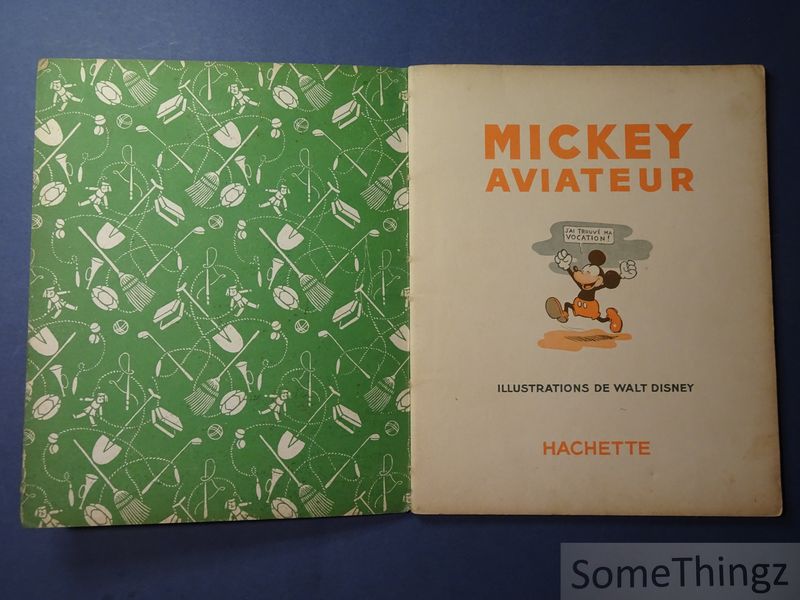 MICKEY
AVIATEUR
J'AI TROUVÉ MA
VOCATION!
ILLUSTRATIONS DE WALT DISNEY
HACHETTE
SomeThingz